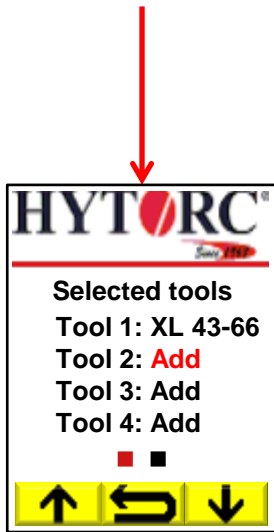 HYTORC®
Since 1968
Selected tools
Tool 1: XL 43-66
Tool 2: Add
Tool 3: Add
Tool 4: Add